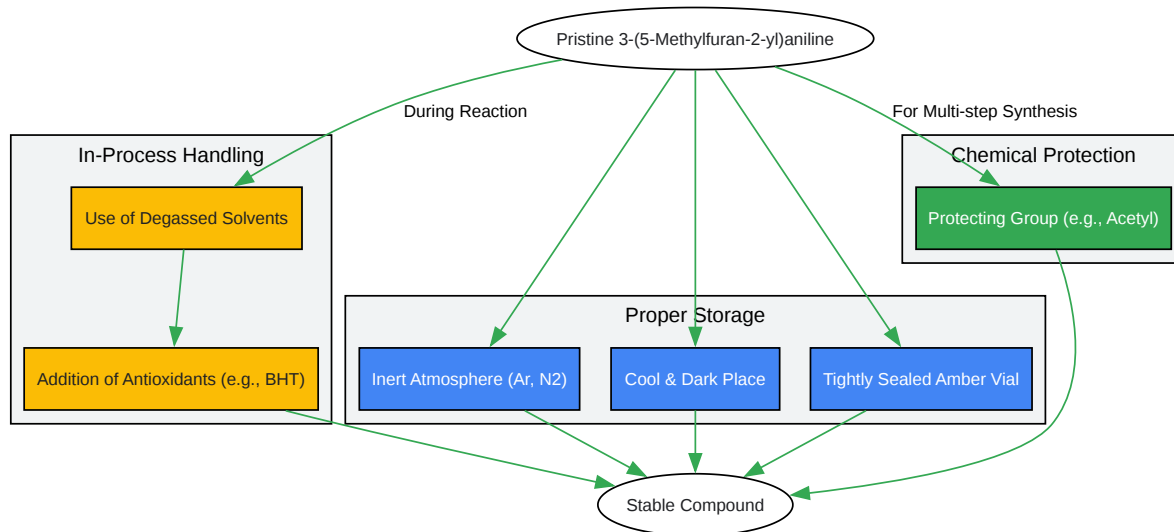 Pristine 3-(5-Methylfuran-2-yl)aniline
During Reaction
For Multi-step Synthesis
In-Process Handling
Chemical Protection
Use of Degassed Solvents
Protecting Group (e.g., Acetyl)
Proper Storage
Addition of Antioxidants (e.g., BHT)
Inert Atmosphere (Ar, N2)
Cool & Dark Place
Tightly Sealed Amber Vial
Stable Compound